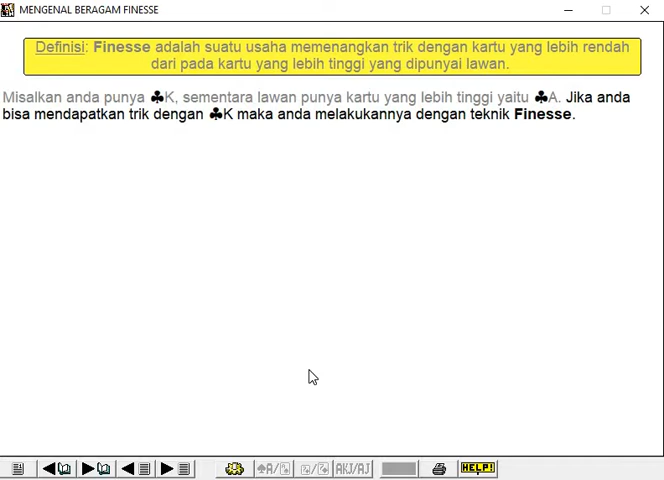 MENGENAL BERAGAM FINESSE
Definisi: Finesse adalah suatu usaha memenangkan trik dengan kartu yang lebih rendah
dari pada kartu yang lebih tinggi yang dipunyai lawan.
Misalkan anda punya ♣K, sementara lawan punya kartu yang lebih tinggi yaitu ♣A. Jika anda
bisa mendapatkan trik dengan ♣K maka anda melakukannya dengan teknik Finesse.
AKJ/AJ HELP!